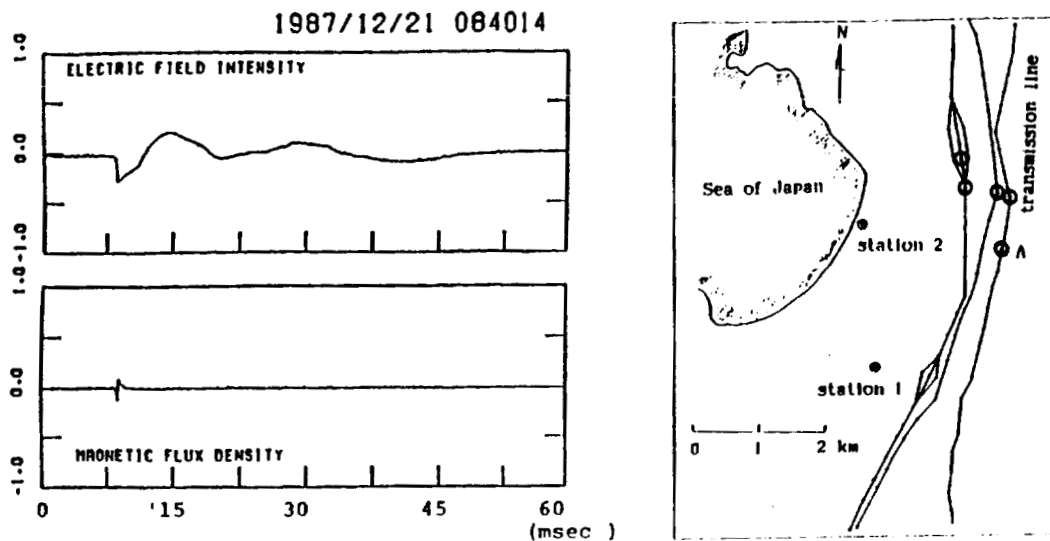 1987/12/21 084014
1.0
0.0
-1.0
ELECTRIC FIELD INTENSITY
1.0
0.0
-1.0
MAGNETIC FLUX DENSITY
0
15
30
45
60
(msec )
N
Sea of Japan
station 2
station 1
0
1
2 km
transmission line
A